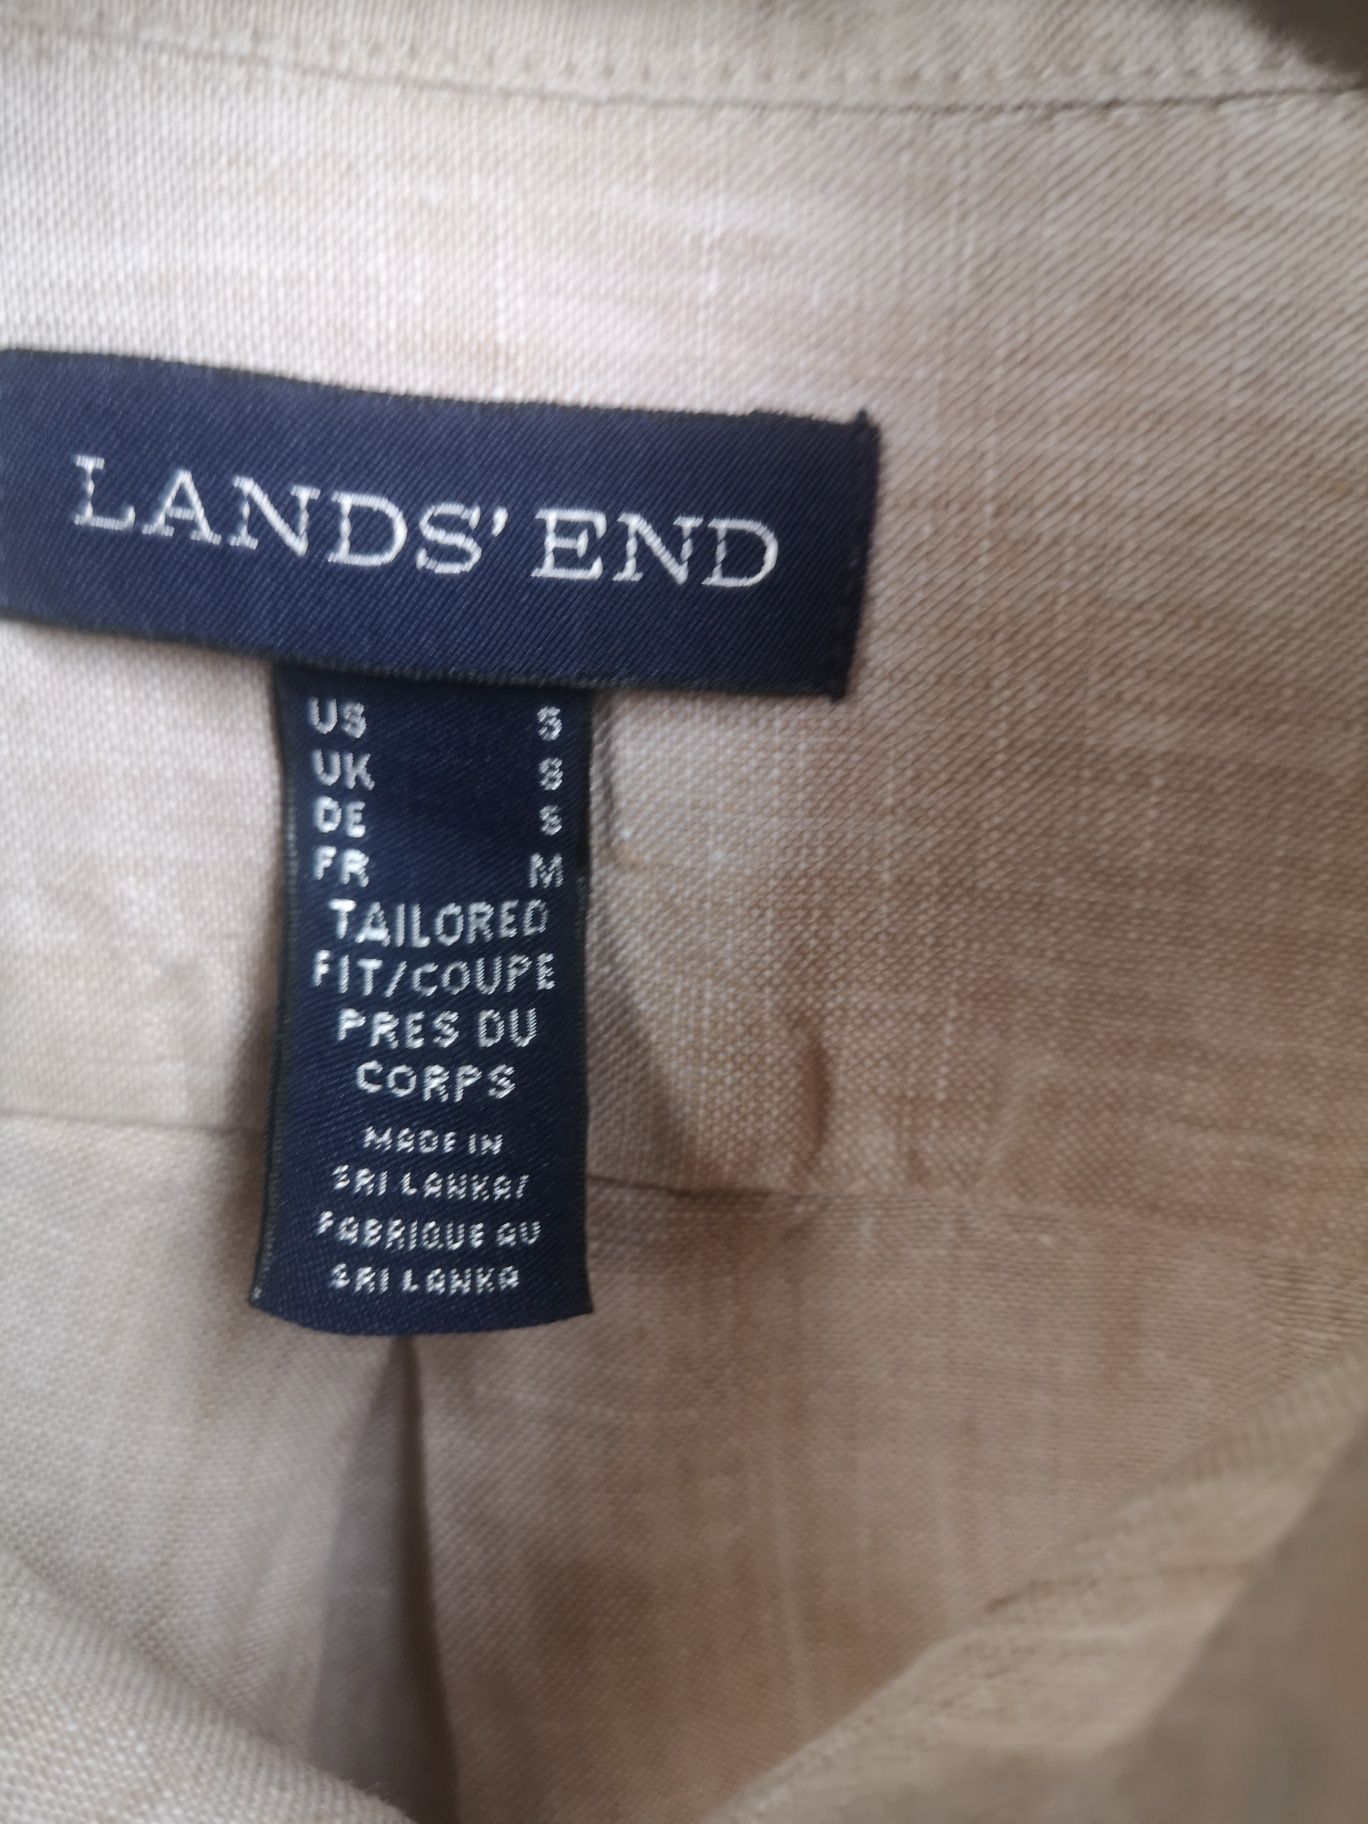 LANDS' END
US S
UK S
DE S
FR M
TAILORED
FIT/COUPE
PRES DU
CORPS
MADE IN
SRI LANKA/
FABRIQUE AU
SRI LANKA